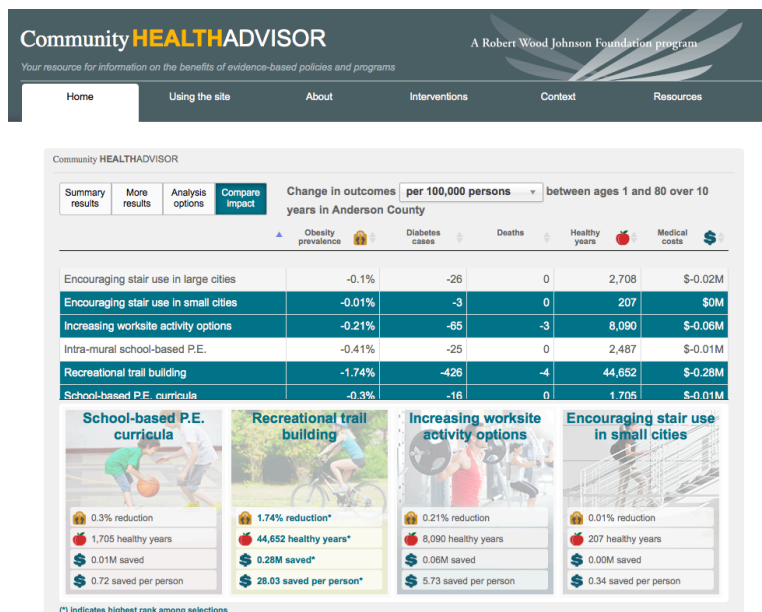 Community HEALTHADVISOR
A Robert Wood Johnson Foundation program
Your resource for information on the benefits of evidence-based policies and programs
Home Using the site About Interventions Context Resources
Community HEALTHADVISOR
Summary results More results Analysis options Compare impact
Change in outcomes per 100,000 persons between ages 1 and 80 over 10
years in Anderson County
Obesity prevalence Diabetes cases Deaths Healthy years Medical costs
Encouraging stair use in large cities -0.1% -26 0 2,708 $-0.02M
Encouraging stair use in small cities -0.01% -3 0 207 $0M
Increasing worksite activity options -0.21% -65 -3 8,090 $-0.06M
Intra-mural school-based P.E. -0.41% -25 0 2,487 $-0.01M
Recreational trail building -1.74% -426 -4 44,652 $-0.28M
School-based P.E. curricula -0.3% -16 0 1,705 $-0.01M
School-based P.E.
curricula
0.3% reduction
1,705 healthy years
0.01M saved
0.72 saved per person
Recreational trail
building
1.74% reduction*
44,652 healthy years*
0.28M saved*
28.03 saved per person*
Increasing worksite
activity options
0.21% reduction
8,090 healthy years
0.06M saved
5.73 saved per person
Encouraging stair use
in small cities
0.01% reduction
207 healthy years
0.00M saved
0.34 saved per person
(*) indicates highest rank among selections